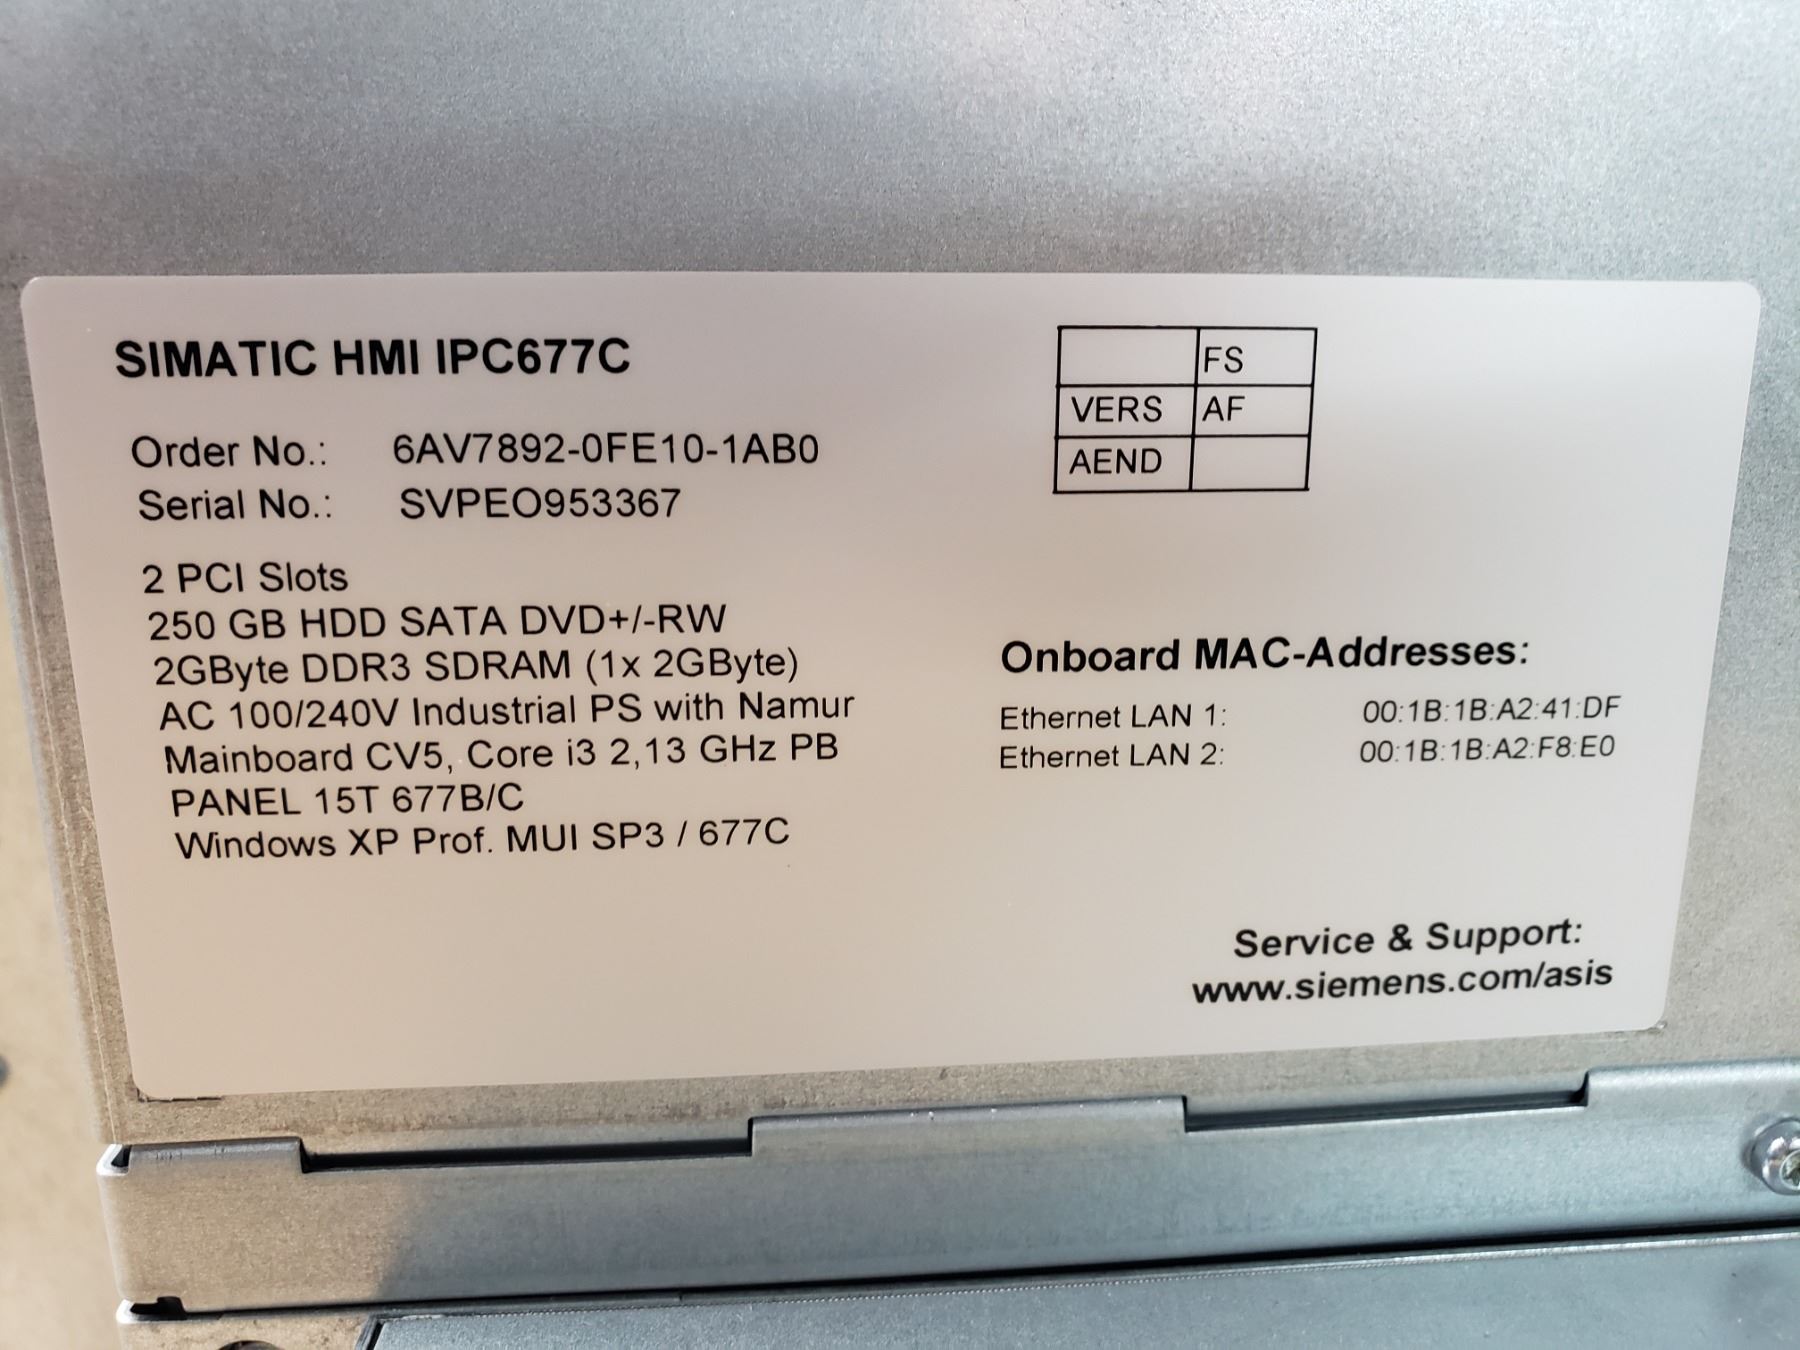 SIMATIC HMI IPC677C
FS
VERS AF
AEND
Order No.: 6AV7892-0FE10-1AB0
Serial No.: SVPEO953367
2 PCI Slots
250 GB HDD SATA DVD+/-RW
2GByte DDR3 SDRAM (1x 2GByte)
AC 100/240V Industrial PS with Namur
Mainboard CV5, Core i3 2,13 GHz PB
PANEL 15T 677B/C
Windows XP Prof. MUI SP3 / 677C
Onboard MAC-Addresses:
Ethernet LAN 1: 00:1B:1B:A2:41:DF
Ethernet LAN 2: 00:1B:1B:A2:F8:E0
Service & Support:
www.siemens.com/asis